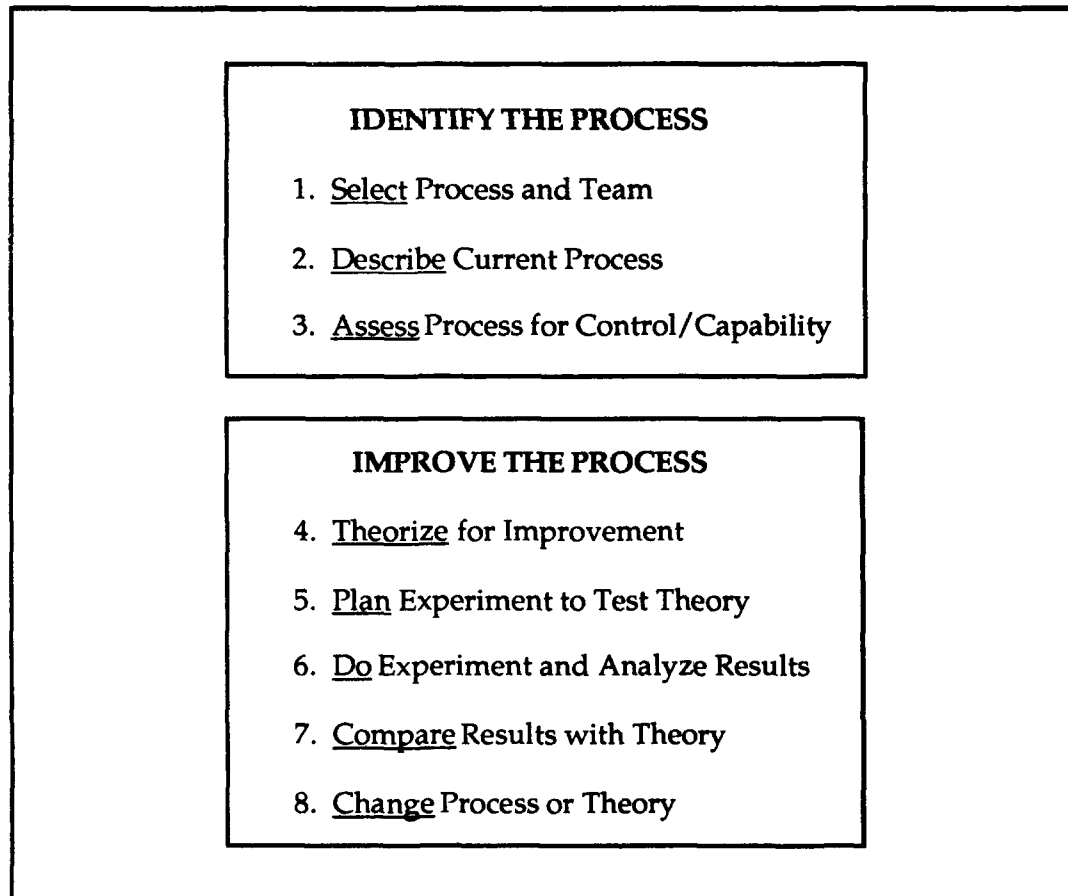 IDENTIFY THE PROCESS
1. Select Process and Team
2. Describe Current Process
3. Assess Process for Control/Capability
IMPROVE THE PROCESS
4. Theorize for Improvement
5. Plan Experiment to Test Theory
6. Do Experiment and Analyze Results
7. Compare Results with Theory
8. Change Process or Theory